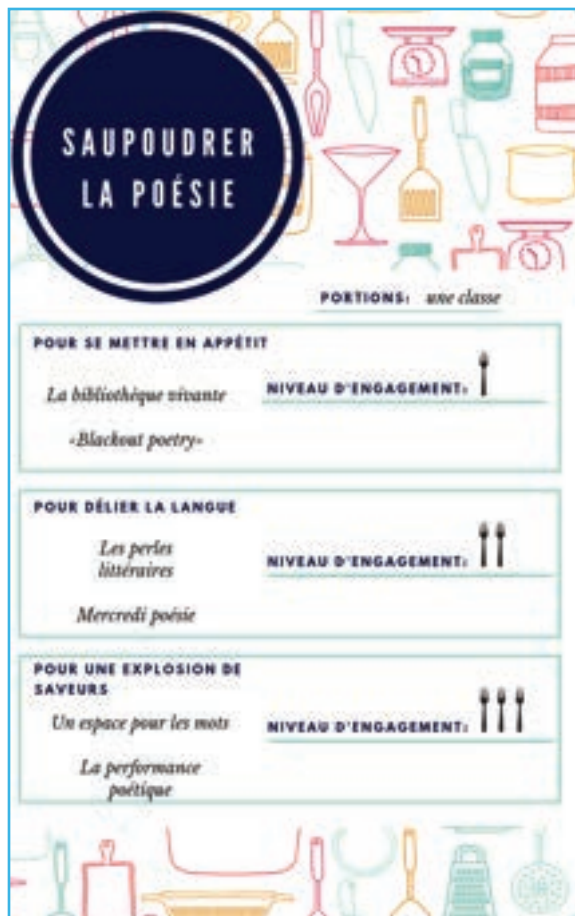 SAUPOUDRER
LA POÉSIE
PORTIONS: une classe
POUR SE METTRE EN APPÉTIT
NIVEAU D'ENGAGEMENT:
La bibliothèque vivante
«Blackout poetry»
POUR DÉLIER LA LANGUE
Les perles
littéraires
NIVEAU D'ENGAGEMENT:
Mercredi poésie
POUR UNE EXPLOSION DE
SAVEURS
Un espace pour les mots
NIVEAU D'ENGAGEMENT:
La performance
poétique